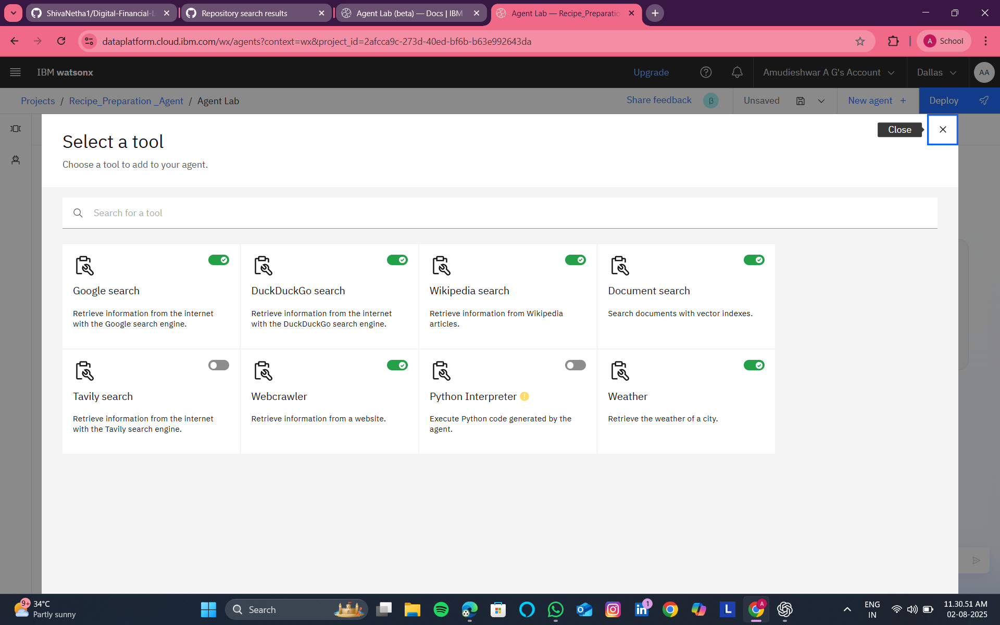 ShivaNetha1/Digital-Financial-L
Repository search results
Agent Lab (beta) — Docs | IBM
Agent Lab — Recipe_Preparatio
dataplatform.cloud.ibm.com/wx/agents?context=wx&project_id=2afcca9c-273d-40ed-bf6b-b63e992643da
A School
IBM watsonx
Upgrade
Amudieshwar A G's Account
Dallas
AA
Projects / Recipe_Preparation _Agent / Agent Lab
Share feedback
β
Unsaved
New agent +
Deploy
Select a tool
Close
Choose a tool to add to your agent.
Search for a tool
Google search
Retrieve information from the internet
with the Google search engine.
DuckDuckGo search
Retrieve information from the internet
with the DuckDuckGo search engine.
Wikipedia search
Retrieve information from Wikipedia
articles.
Document search
Search documents with vector indexes.
Tavily search
Retrieve information from the internet
with the Tavily search engine.
Webcrawler
Retrieve information from a website.
Python Interpreter
Execute Python code generated by the
agent.
Weather
Retrieve the weather of a city.
9+
34°C
Partly sunny
Search
1
L
A
ENG
IN
11.30.51 AM
02-08-2025